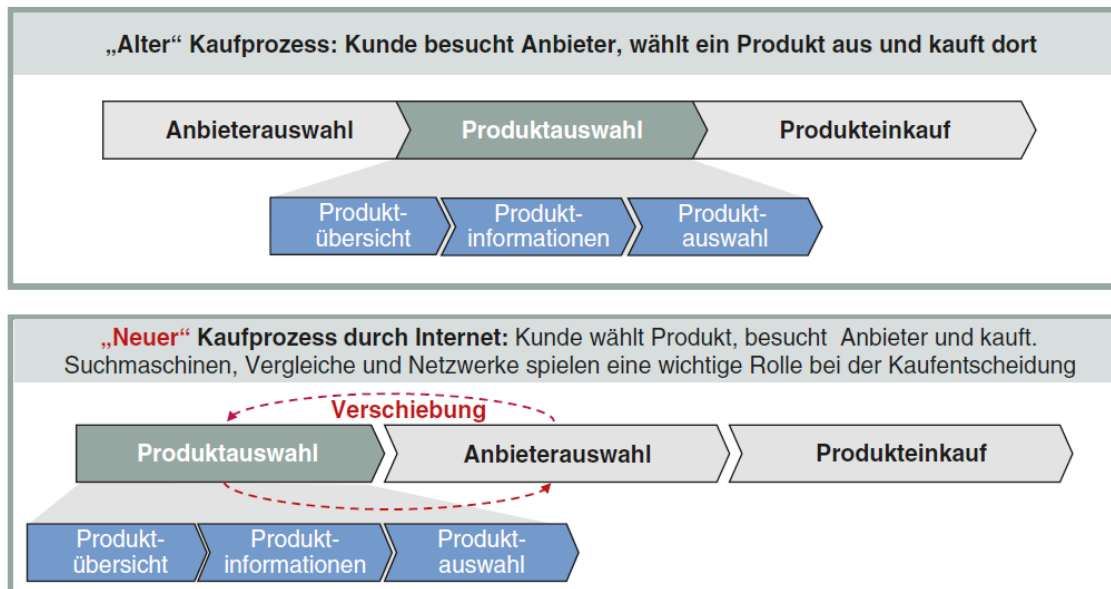 „Alter“ Kaufprozess: Kunde besucht Anbieter, wählt ein Produkt aus und kauft dort
Anbieterauswahl
Produktauswahl
Produkteinkauf
Produkt-
übersicht
Produkt-
informationen
Produkt-
auswahl
„Neuer“ Kaufprozess durch Internet: Kunde wählt Produkt, besucht Anbieter und kauft.
Suchmaschinen, Vergleiche und Netzwerke spielen eine wichtige Rolle bei der Kaufentscheidung
Verschiebung
Produktauswahl
Anbieterauswahl
Produkteinkauf
Produkt-
übersicht
Produkt-
informationen
Produkt-
auswahl